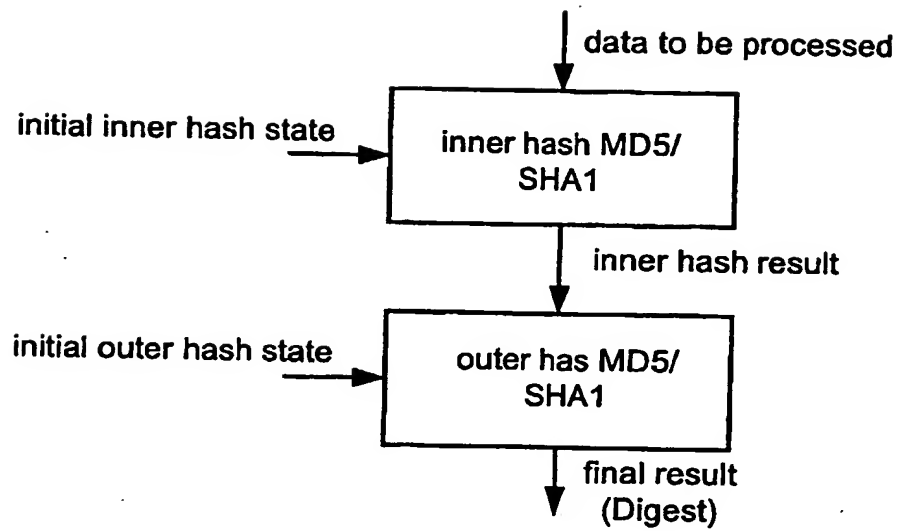 data to be processed
initial inner hash state
inner hash MD5/
SHA1
inner hash result
initial outer hash state
outer has MD5/
SHA1
final result
(Digest)